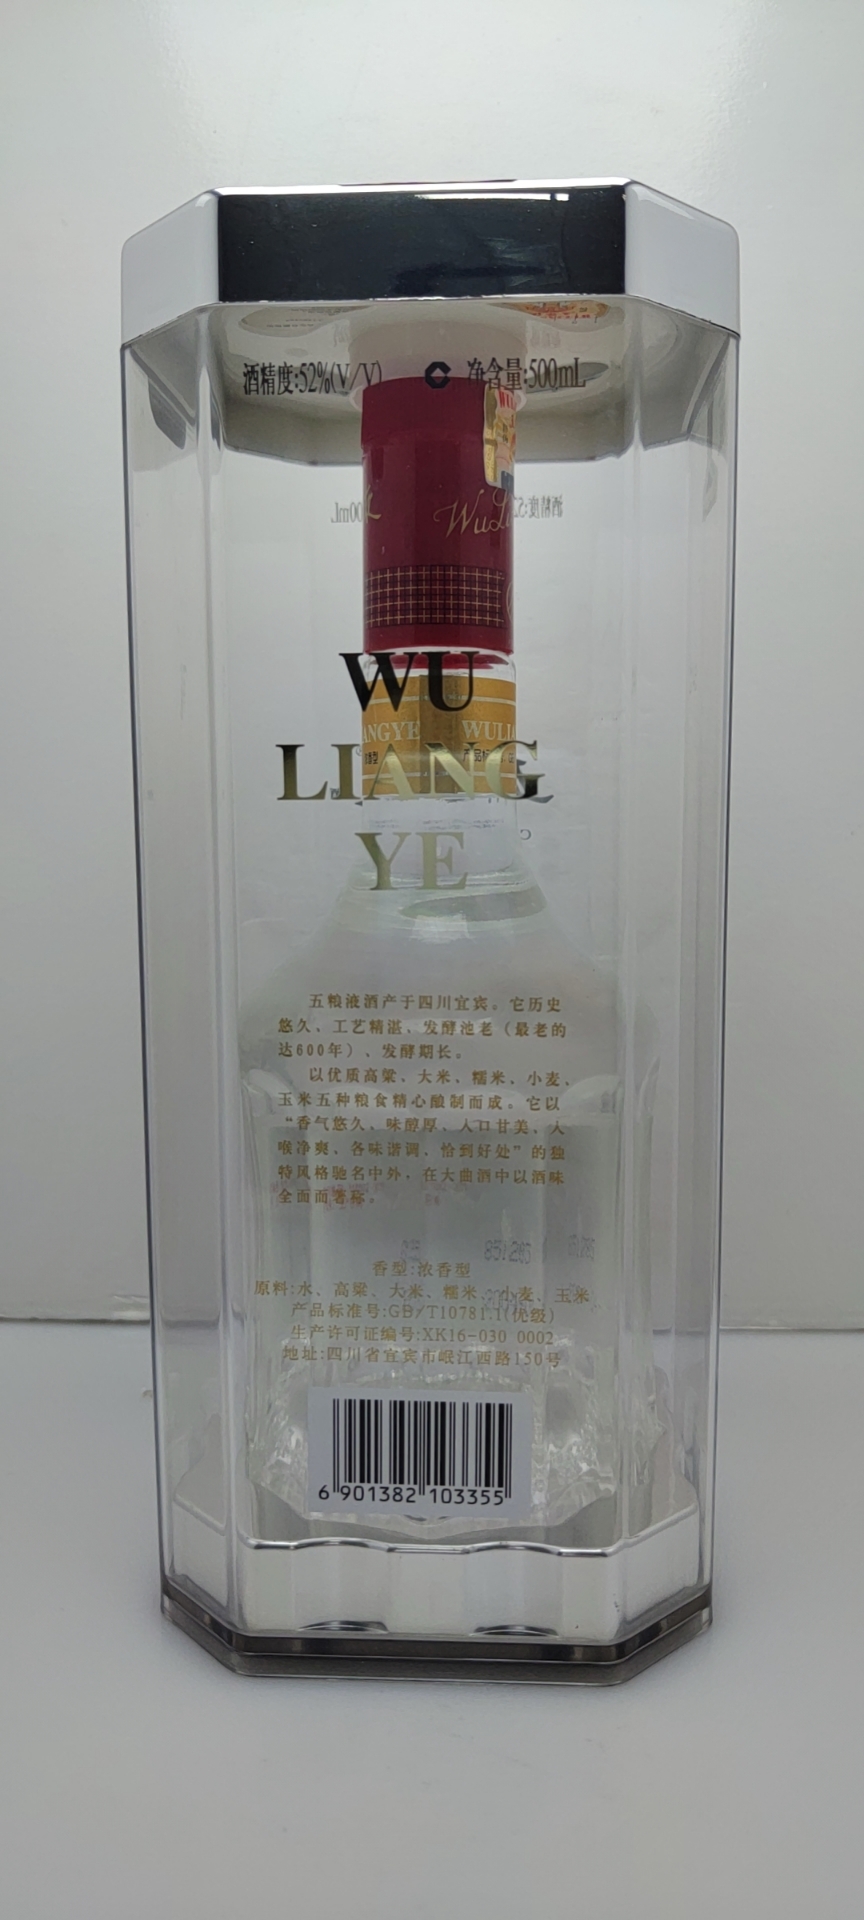 酒精度:52%(V/V) 净含量:500mL
WuLi
WU
ANGYE WULIA
LIANG
YE
五粮液酒产于四川宜宾。它历史
悠久、工艺精湛、发酵池老（最老的
达600年）、发酵期长。
以优质高粱、大米、糯米、小麦、
玉米五种粮食精心酿制而成。它以
“香气悠久、味醇厚、入口甘美、入
喉净爽、各味谐调、恰到好处”的独
特风格驰名中外，在大曲酒中以酒味
全面而著称。
香型:浓香型
原料:水、高粱、大米、糯米、小麦、玉米
产品标准号:GB/T10781.1(优级)
生产许可证编号:XK16-030 0002
地址:四川省宜宾市岷江西路150号
6 901382 103355